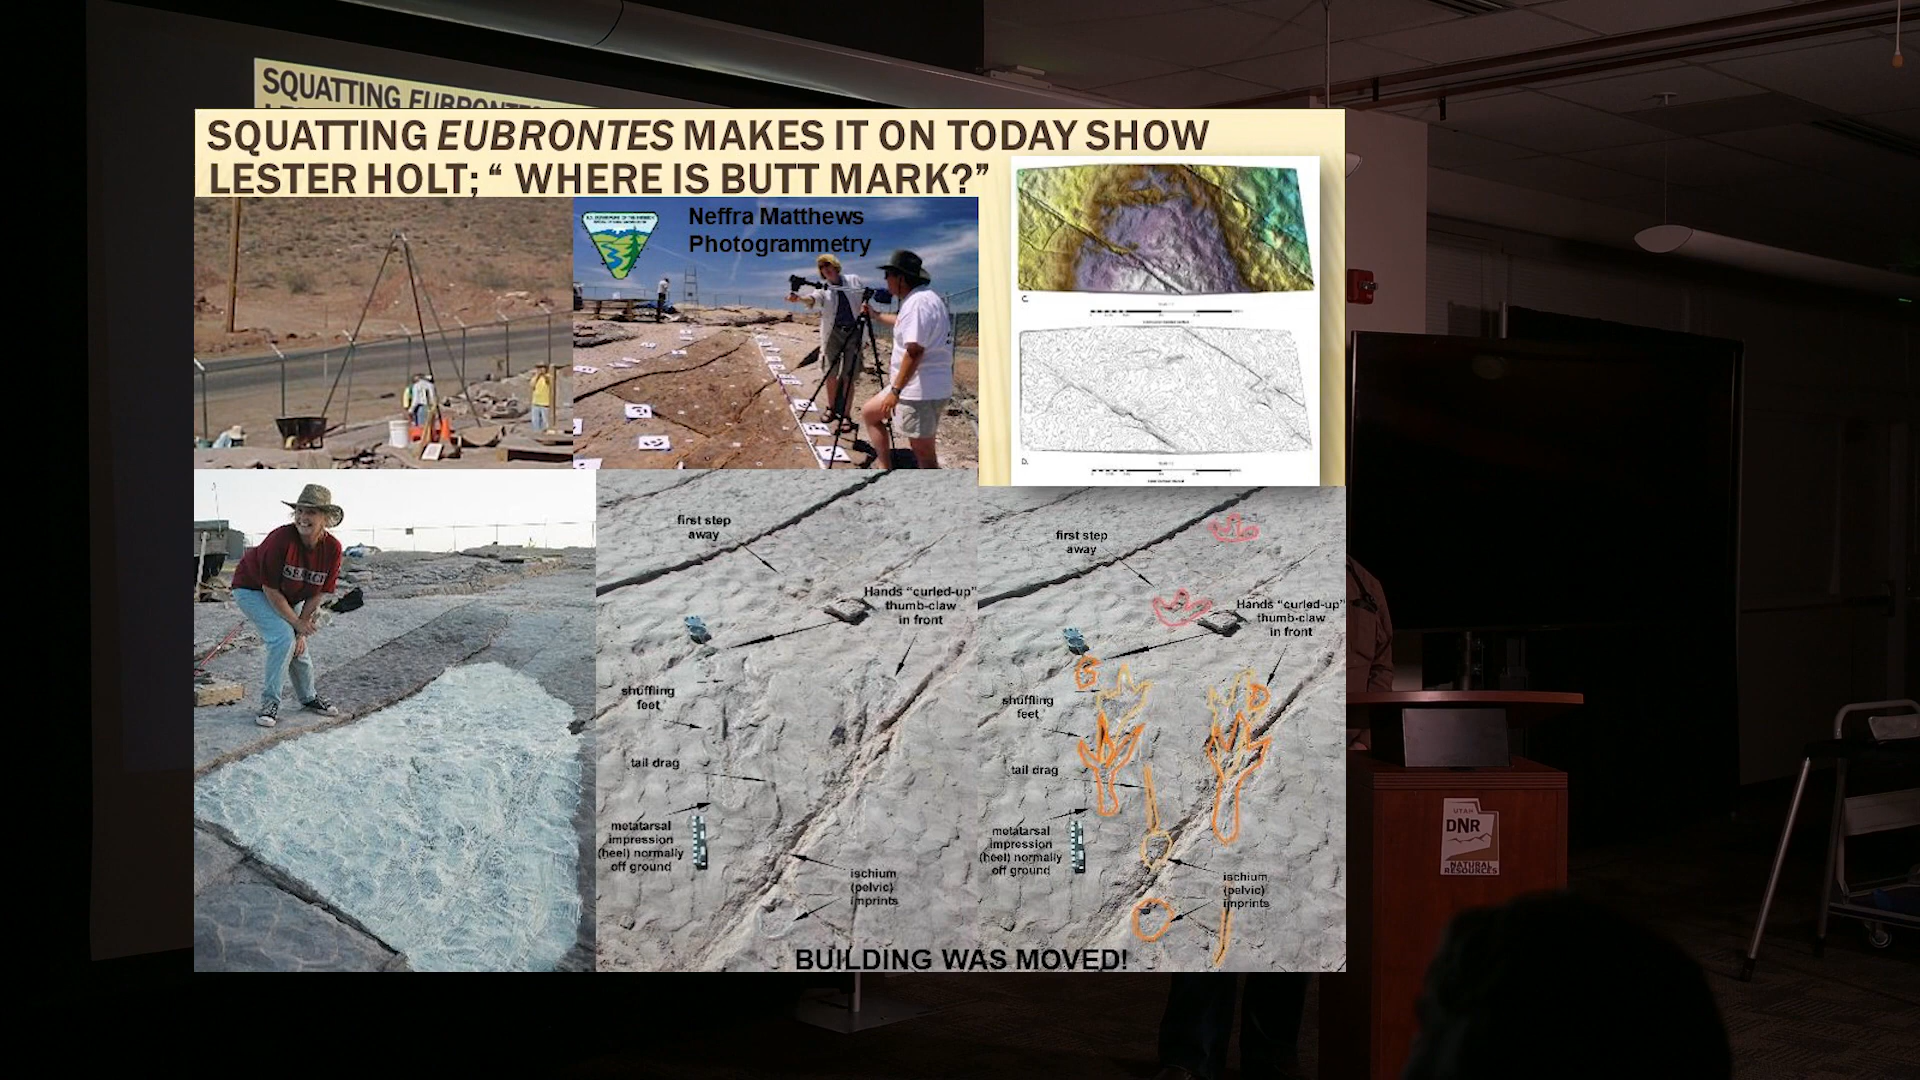 SQUATTING EUBRONTES
SQUATTING EUBRONTES MAKES IT ON TODAY SHOW
LESTER HOLT; “ WHERE IS BUTT MARK?”
Neffra Matthews
Photogrammetry
C.
D.
first step
away
Hands “curled-up”
thumb-claw
in front
shuffling
feet
tail drag
metatarsal
impression
(heel) normally
off ground
ischium
(pelvic)
imprints
first step
away
Hands “curled-up”
thumb-claw
in front
shuffling
feet
tail drag
metatarsal
impression
(heel) normally
off ground
ischium
(pelvic)
imprints
BUILDING WAS MOVED!
UTAH
DNR
NATURAL
RESOURCES